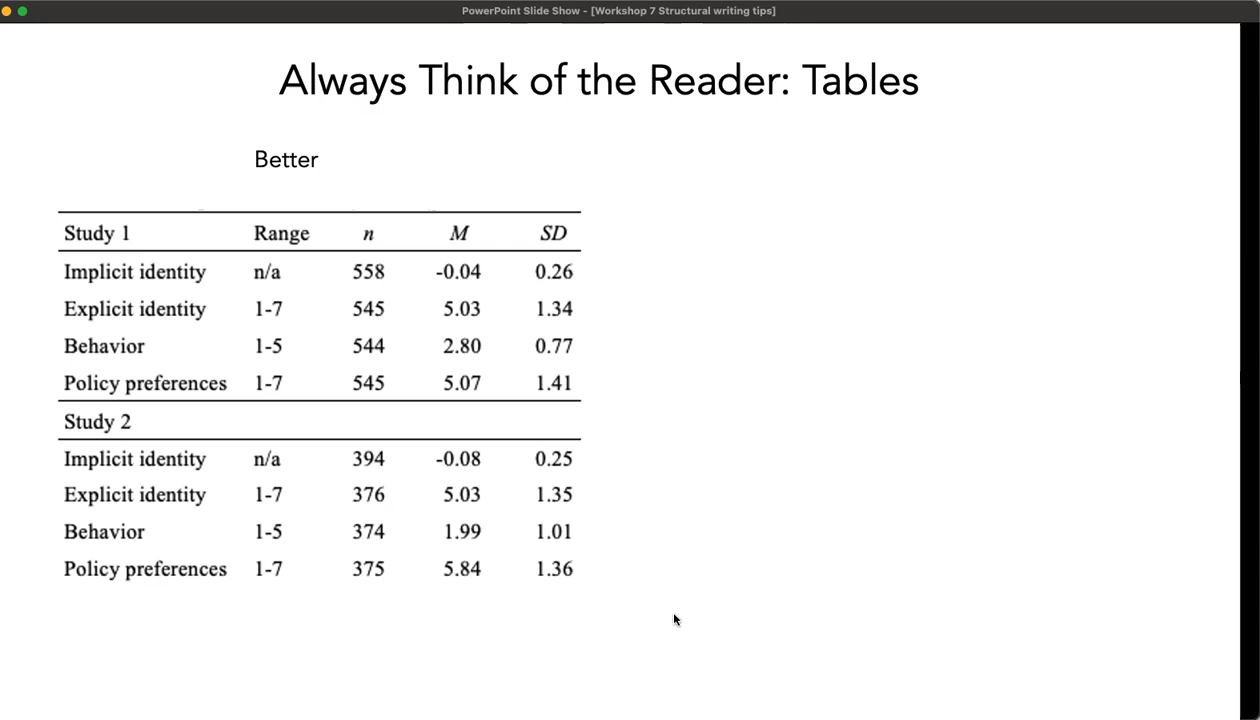 PowerPoint Slide Show - [Workshop 7 Structural writing tips]
Always Think of the Reader: Tables
Better
Study 1 Range n M SD
Implicit identity n/a 558 -0.04 0.26
Explicit identity 1-7 545 5.03 1.34
Behavior 1-5 544 2.80 0.77
Policy preferences 1-7 545 5.07 1.41
Study 2
Implicit identity n/a 394 -0.08 0.25
Explicit identity 1-7 376 5.03 1.35
Behavior 1-5 374 1.99 1.01
Policy preferences 1-7 375 5.84 1.36